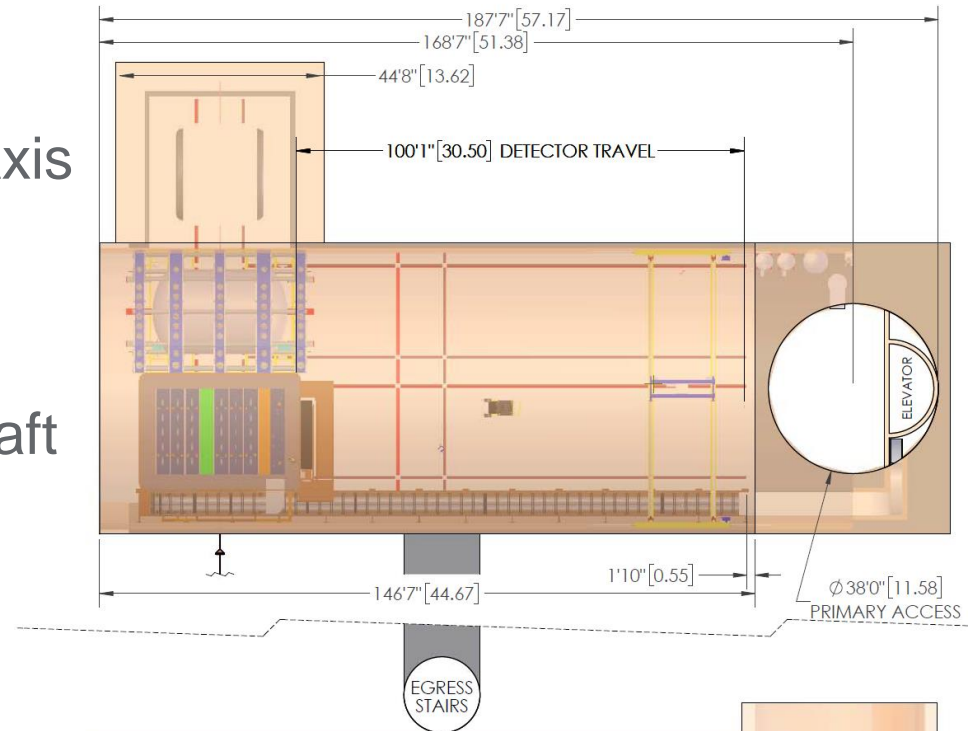 187'7" [57.17]
168'7" [51.38]
44'8" [13.62]
xis
100'1" [30.50] DETECTOR TRAVEL
aft
ELEVATOR
1'10" [0.55]
146'7" [44.67]
Ø 38'0" [11.58]
PRIMARY ACCESS
EGRESS
STAIRS